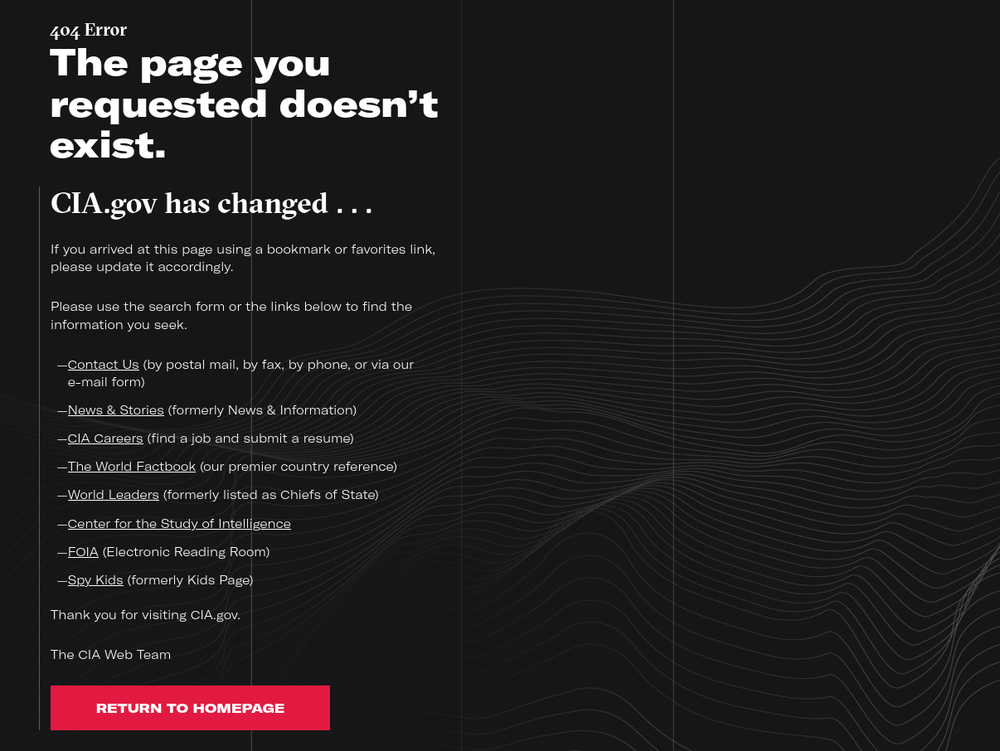 404 Error
The page you
requested doesn’t
exist.
CIA.gov has changed . . .
If you arrived at this page using a bookmark or favorites link,
please update it accordingly.
Please use the search form or the links below to find the
information you seek.
—Contact Us (by postal mail, by fax, by phone, or via our
e-mail form)
—News & Stories (formerly News & Information)
—CIA Careers (find a job and submit a resume)
—The World Factbook (our premier country reference)
—World Leaders (formerly listed as Chiefs of State)
—Center for the Study of Intelligence
—FOIA (Electronic Reading Room)
—Spy Kids (formerly Kids Page)
Thank you for visiting CIA.gov.
The CIA Web Team
RETURN TO HOMEPAGE